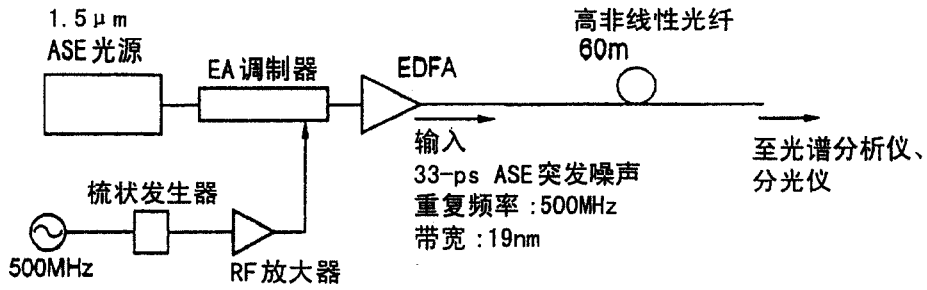 1.5μm
ASE光源
EA调制器
EDFA
高非线性光纤
60m
输入
33-ps ASE突发噪声
重复频率:500MHz
带宽:19nm
至光谱分析仪、
分光仪
梳状发生器
500MHz
RF放大器